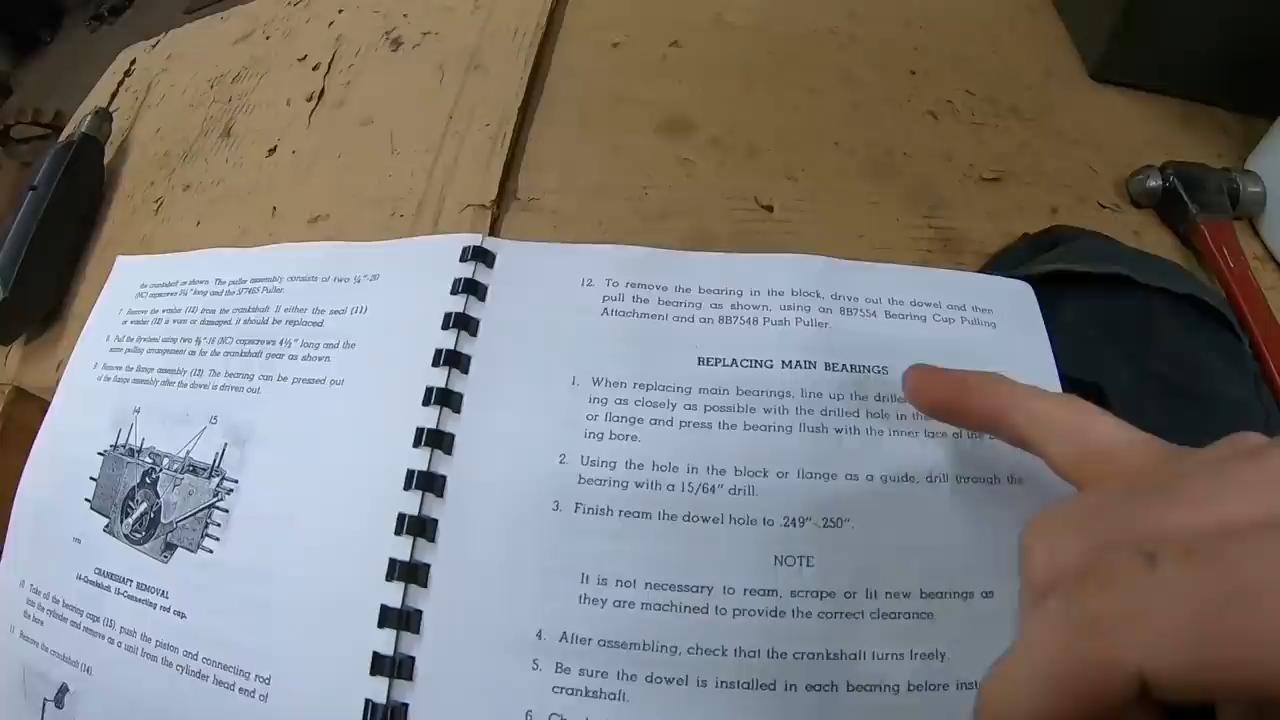 the crankshaft as shown. The puller assembly consists of two ¼"-20
(NC) capscrews long and the 5F7465 Puller.
7. Remove the washer (12) from the crankshaft. If either the seal (11)
or washer (12) is worn or damaged, it should be replaced.
8. Pull the flywheel using two ⅜"-16 (NC) capscrews 4½" long and the
same pulling arrangement as for the crankshaft gear as shown.
9. Remove the flange assembly (13). The bearing can be pressed out
of the flange assembly after the dowel is driven out.
14
15
CRANKSHAFT REMOVAL
14-Crankshaft. 15-Connecting rod cap.
10. Take off the bearing caps (15), push the piston and connecting rod
into the cylinder and remove as a unit from the cylinder head end of
the bore.
11. Remove the crankshaft (14).
12. To remove the bearing in the block, drive out the dowel and then
pull the bearing as shown, using an 8B7554 Bearing Cup Pulling
Attachment and an 8B7548 Push Puller.
REPLACING MAIN BEARINGS
1. When replacing main bearings, line up the drille
ing as closely as possible with the drilled hole in the
or flange and press the bearing flush with the inner face of the
ing bore.
2. Using the hole in the block or flange as a guide, drill through the
bearing with a 15/64" drill.
3. Finish ream the dowel hole to .249"-.250".
NOTE
It is not necessary to ream, scrape or fit new bearings as
they are machined to provide the correct clearance.
4. After assembling, check that the crankshaft turns freely.
5. Be sure the dowel is installed in each bearing before inst
crankshaft.
6.